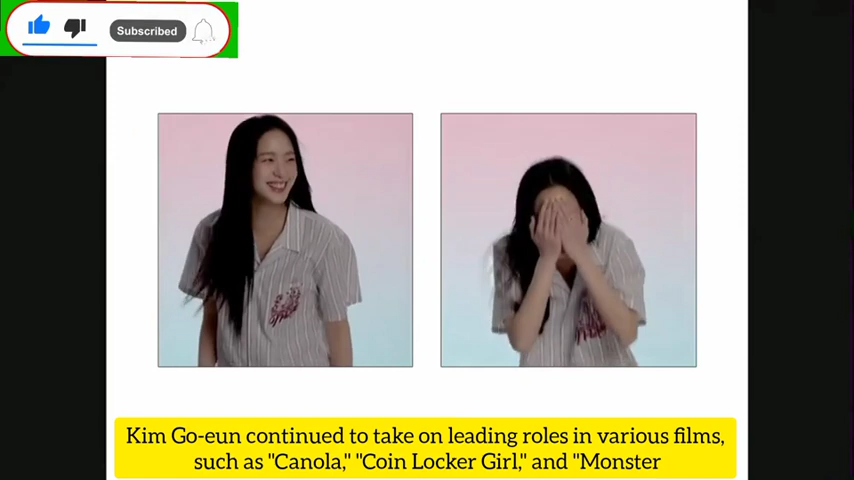 Subscribed
Kim Go-eun continued to take on leading roles in various films,
such as "Canola," "Coin Locker Girl," and "Monster